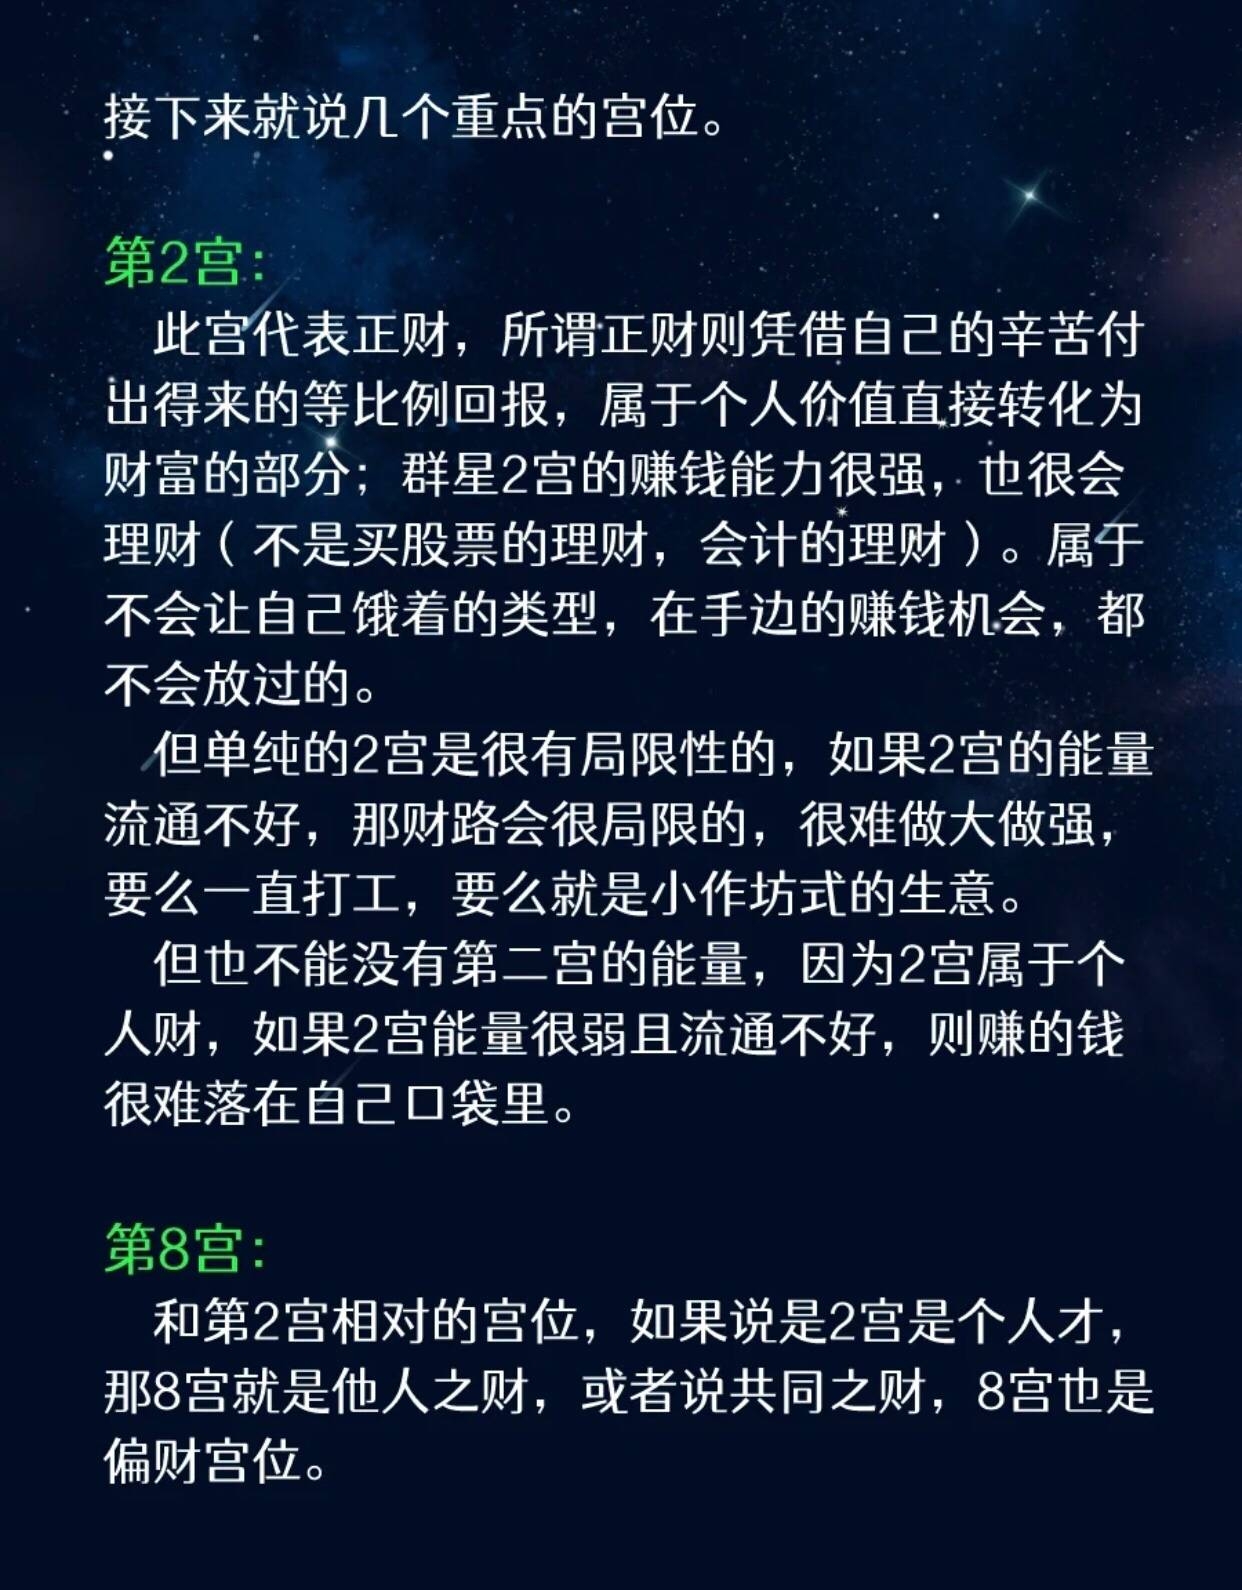 接下来就说几个重点的宫位。
第2宫：
此宫代表正财，所谓正财则凭借自己的辛苦付
出得来的等比例回报，属于个人价值直接转化为
财富的部分；群星2宫的赚钱能力很强，也很会
理财（不是买股票的理财，会计的理财）。属于
不会让自己饿着的类型，在手边的赚钱机会，都
不会放过的。
但单纯的2宫是很有局限性的，如果2宫的能量
流通不好，那财路会很局限的，很难做大做强，
要么一直打工，要么就是小作坊式的生意。
但也不能没有第二宫的能量，因为2宫属于个
人财，如果2宫能量很弱且流通不好，则赚的钱
很难落在自己口袋里。
第8宫：
和第2宫相对的宫位，如果说是2宫是个人才，
那8宫就是他人之财，或者说共同之财，8宫也是
偏财宫位。